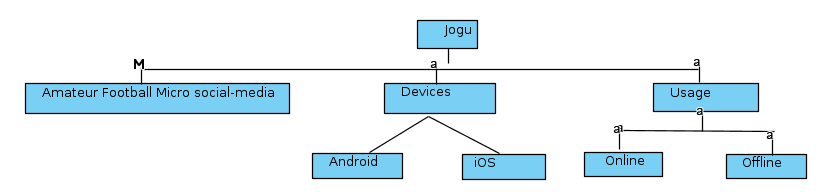 Jogu
M
a
a
Amateur Football Micro social-media
Devices
Usage
a
a
a
Android
iOS
Online
Offline